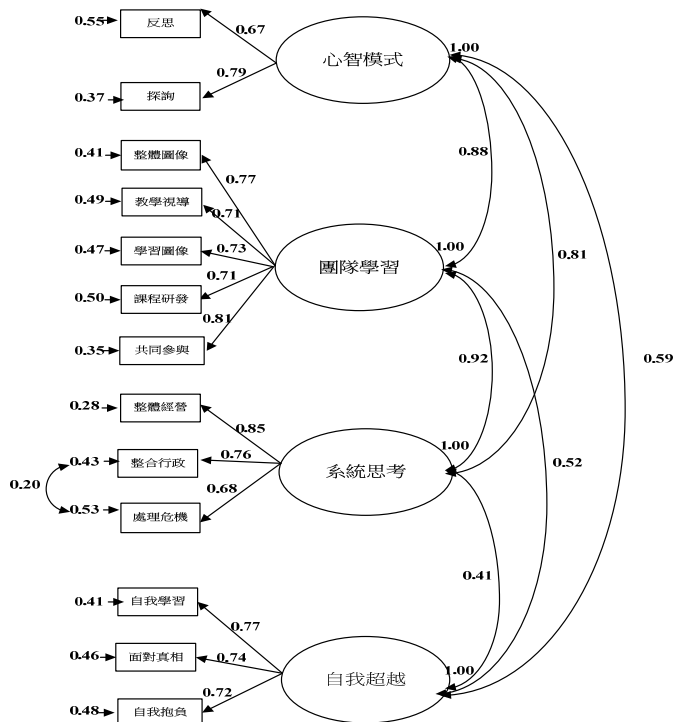 0.55
反思
0.67
心智模式
1.00
0.79
0.37
探詢
0.88
0.41
整體圖像
0.77
0.49
教學視導
0.71
0.47
學習圖像
0.73
團隊學習
1.00
0.81
0.50
課程研發
0.71
0.35
共同參與
0.81
0.92
0.59
0.28
整體經營
0.85
0.52
0.43
整合行政
0.76
系統思考
1.00
0.20
0.53
處理危機
0.68
0.41
0.41
自我學習
0.77
0.46
面對真相
0.74
自我超越
1.00
0.48
自我抱負
0.72